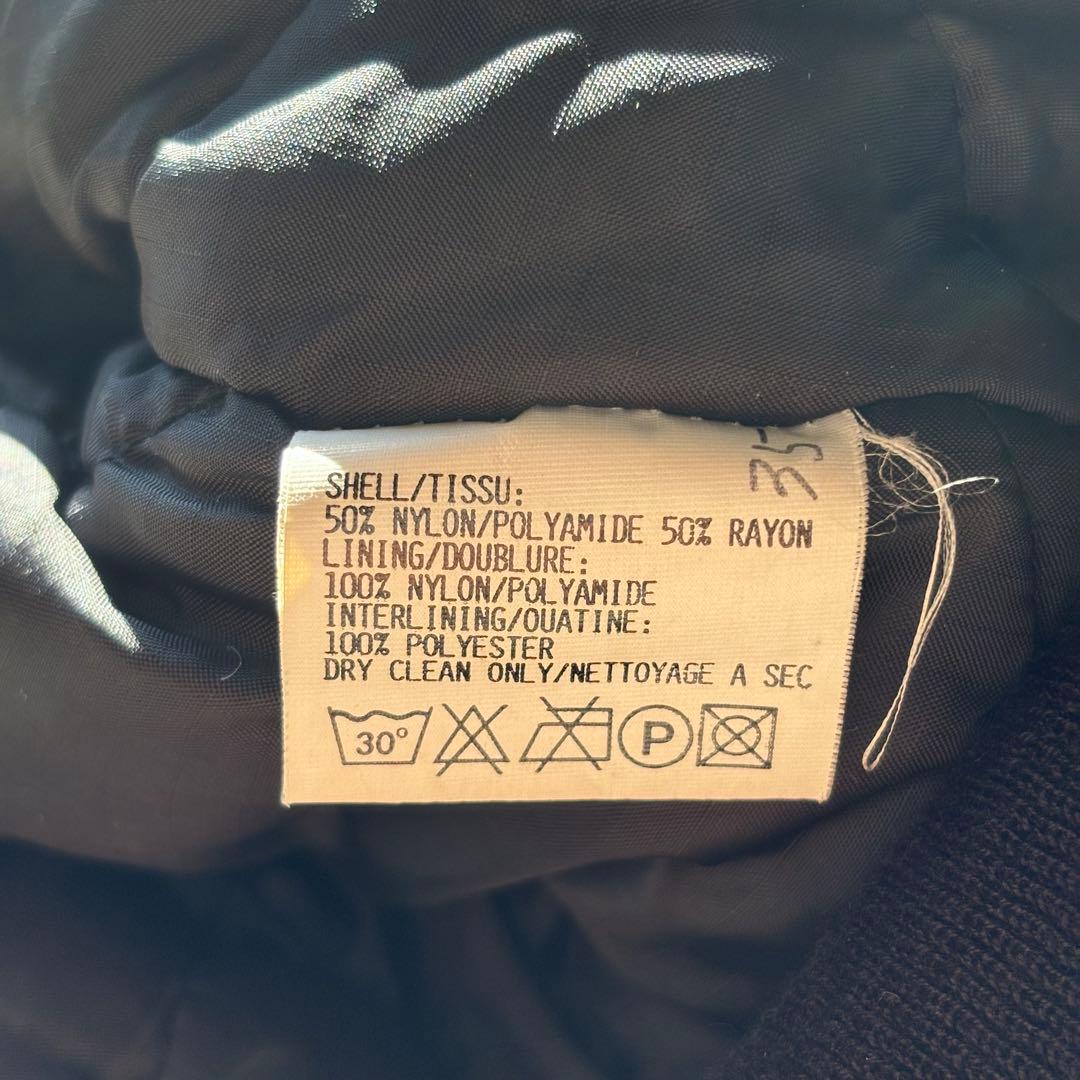 35
SHELL/TISSU:
50% NYLON/POLYAMIDE 50% RAYON
LINING/DOUBLURE:
100% NYLON/POLYAMIDE
INTERLINING/OUATINE:
100% POLYESTER
DRY CLEAN ONLY/NETTOYAGE A SEC
30° P